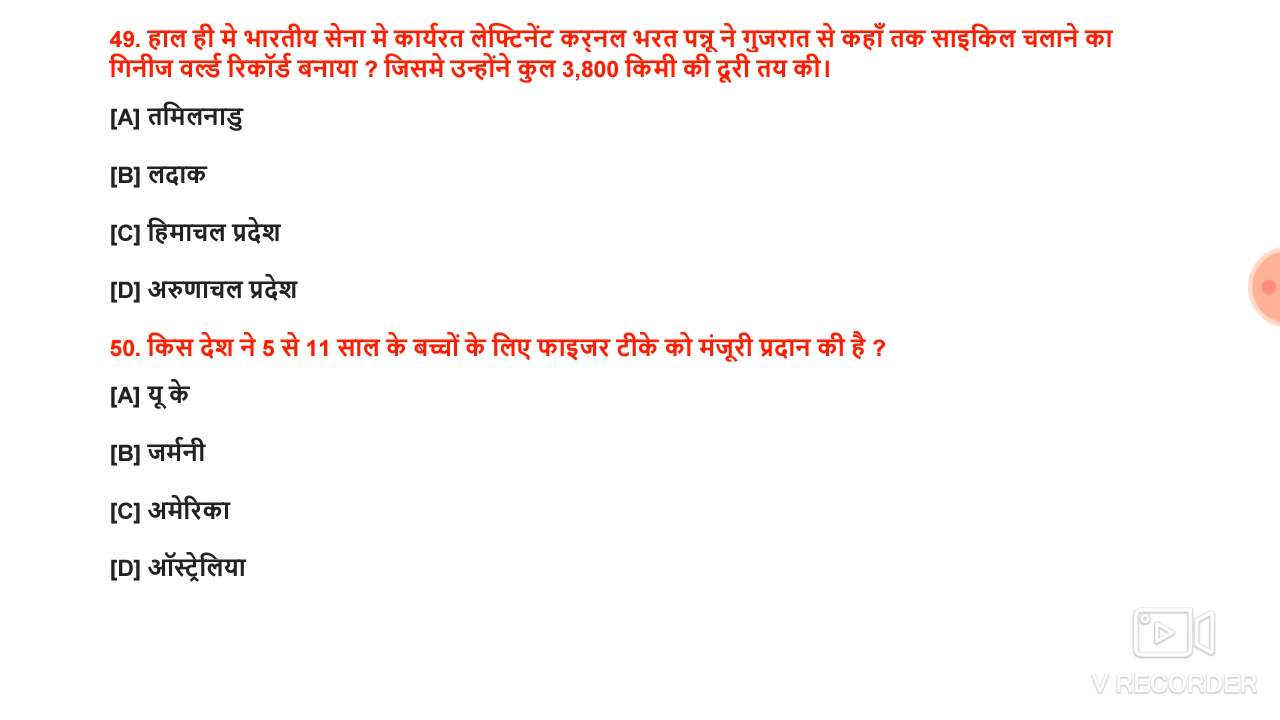 49. हाल ही मे भारतीय सेना मे कार्यरत लेफ्टिनेंट कर्नल भरत पन्नू ने गुजरात से कहाँ तक साइकिल चलाने का
गिनीज वर्ल्ड रिकॉर्ड बनाया ? जिसमे उन्होंने कुल 3,800 किमी की दूरी तय की।
[A] तमिलनाडु
[B] लदाक
[C] हिमाचल प्रदेश
[D] अरुणाचल प्रदेश
50. किस देश ने 5 से 11 साल के बच्चों के लिए फाइजर टीके को मंजूरी प्रदान की है ?
[A] यू के
[B] जर्मनी
[C] अमेरिका
[D] ऑस्ट्रेलिया
V RECORDER